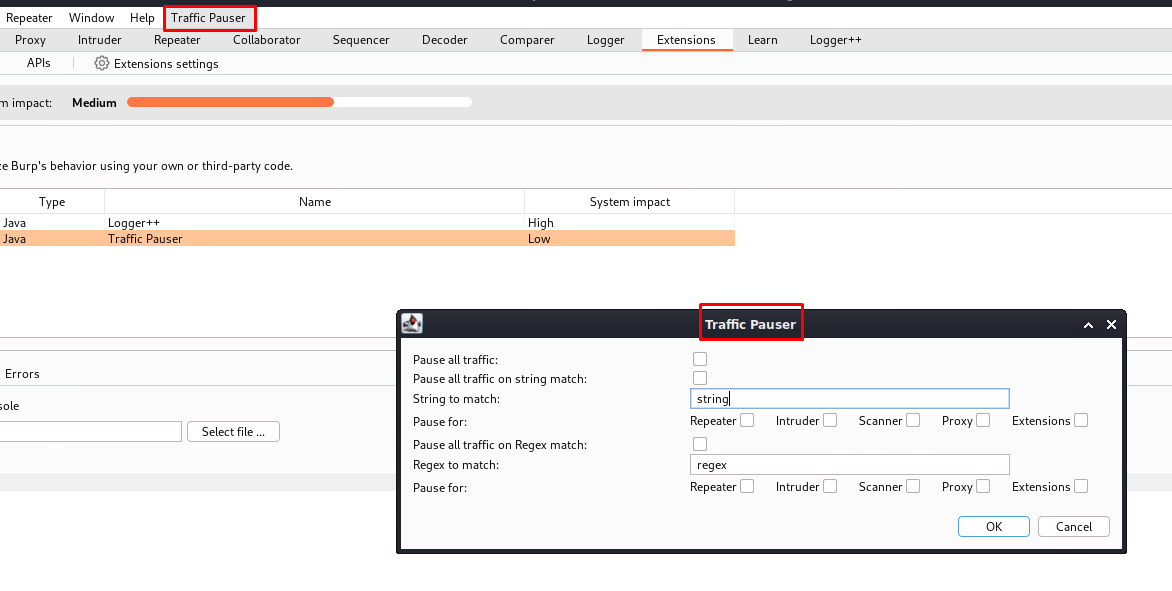 Repeater Window Help Traffic Pauser
Proxy Intruder Repeater Collaborator Sequencer Decoder Comparer Logger Extensions Learn Logger++
APIs Extensions settings
m impact: Medium
ze Burp's behavior using your own or third-party code.
Type Name System impact
Java Logger++ High
Java Traffic Pauser Low
Traffic Pauser
Pause all traffic:
Pause all traffic on string match:
String to match: string
Pause for: Repeater Intruder Scanner Proxy Extensions
Pause all traffic on Regex match:
Regex to match: regex
Pause for: Repeater Intruder Scanner Proxy Extensions
OK Cancel
Errors
sole
Select file ...